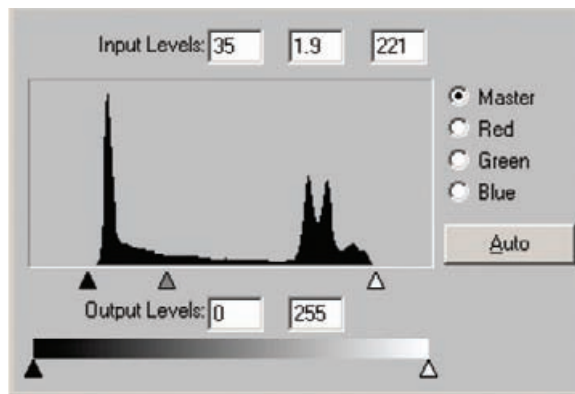 Input Levels: 35 1.9 221
Master
Red
Green
Blue
Auto
Output Levels: 0 255